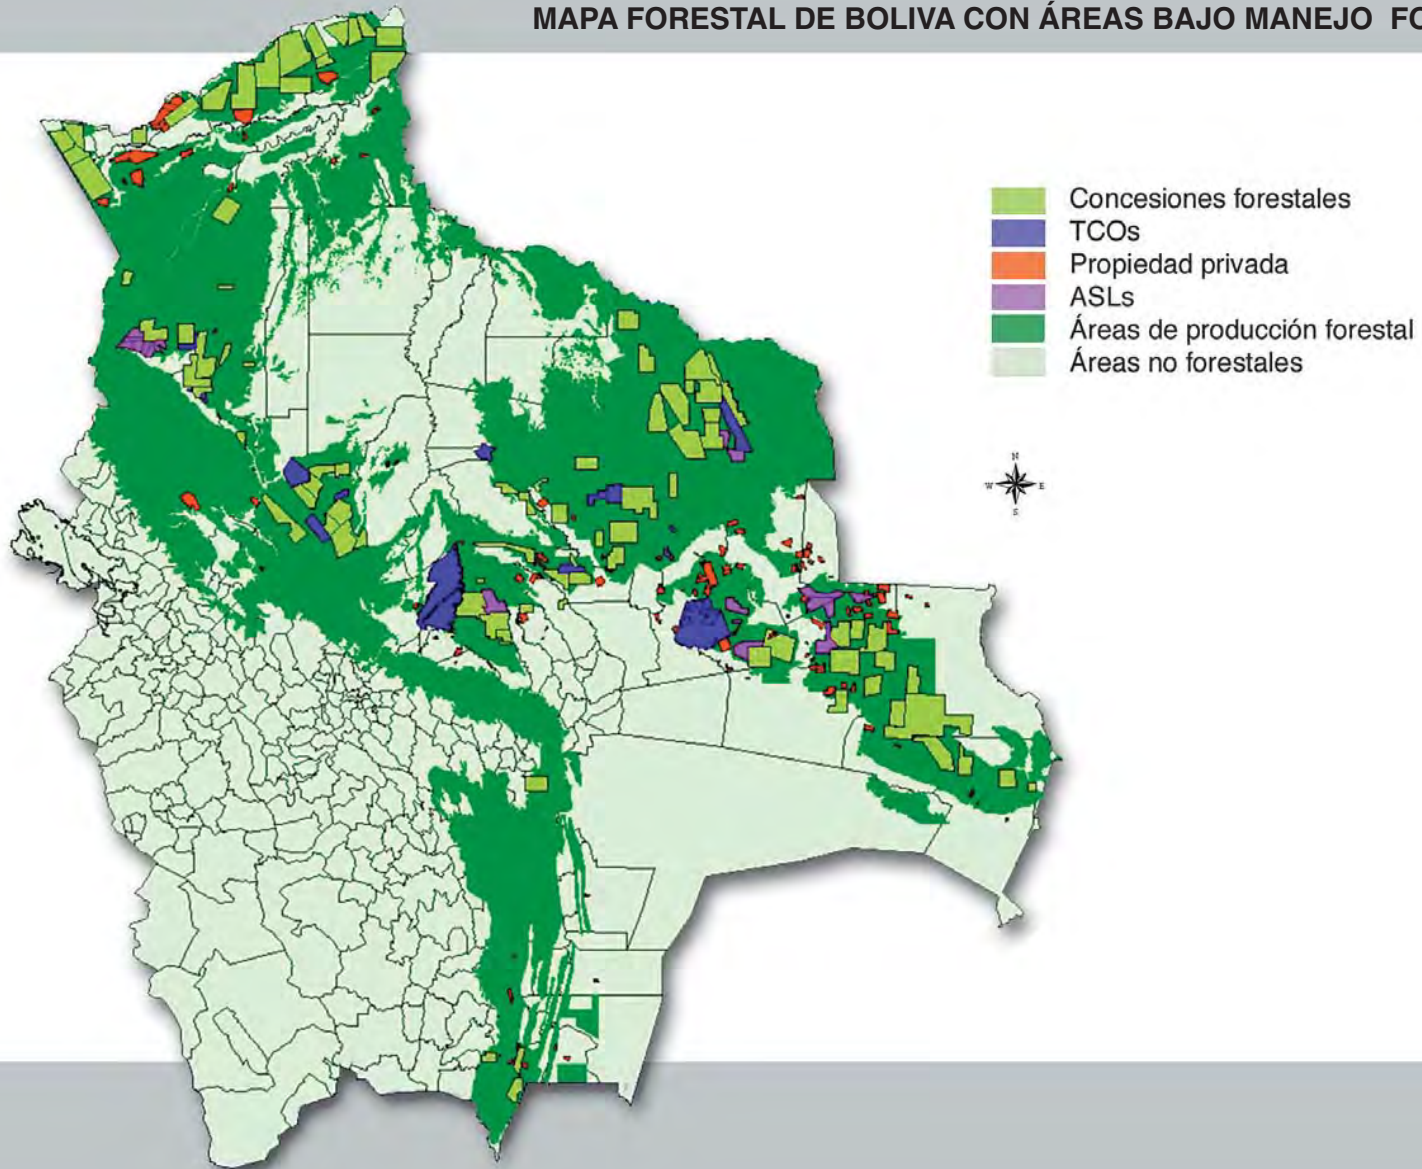 MAPA FORESTAL DE BOLIVA CON ÁREAS BAJO MANEJO FO
Concesiones forestales
TCOs
Propiedad privada
ASLs
Áreas de producción forestal
Áreas no forestales
N
W E
S